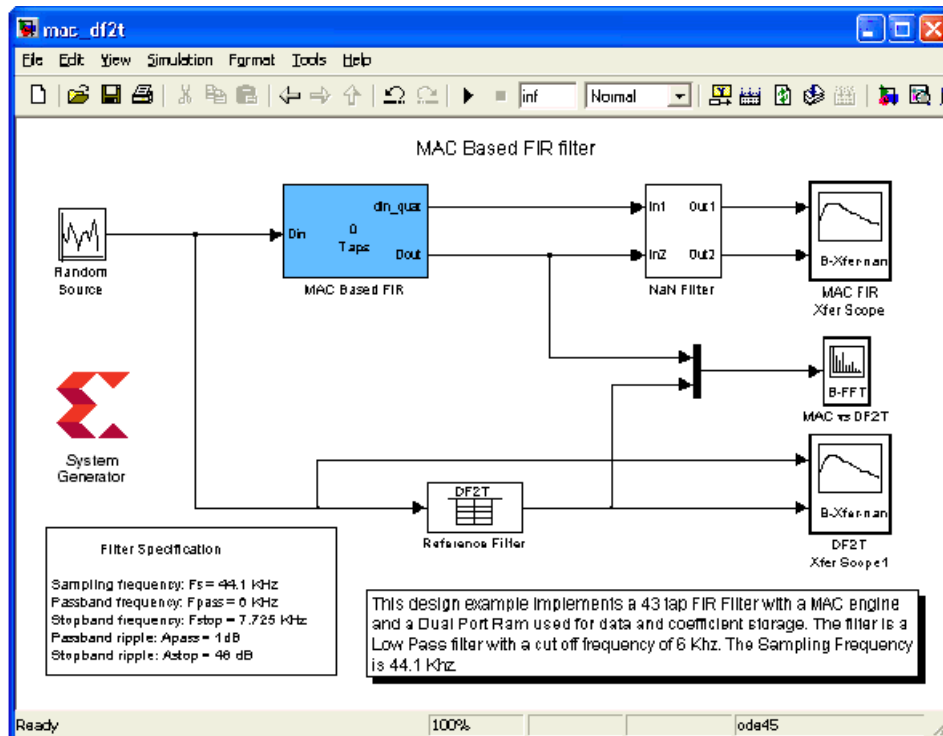 mac_df2t
File Edit View Simulation Format Tools Help
inf Normal
MAC Based FIR filter
Random
Source
Din
0
Taps
din_quat
Dout
MAC Based FIR
In1 Out1
In2 Out2
NaN Filter
B-Xfer-nan
MAC FIR
Xfer Scope
B-FFT
MAC vs DF2T
System
Generator
DF2T
Reference Filter
B-Xfer-nan
DF2T
Xfer Scope1
Filter Specification
Sampling frequency: Fs = 44.1 KHz
Passband frequency: Fpass = 6 KHz
Stopband frequency: Fstop = 7.725 KHz
Passband ripple: Apass = 1dB
Stopband ripple: Astop = 46 dB
This design example implements a 43 tap FIR Filter with a MAC engine
and a Dual Port Ram used for data and coefficient storage. The filter is a
Low Pass filter with a cut off frequency of 6 Khz. The Sampling Frequency
is 44.1 Khz.
Ready 100% ode45